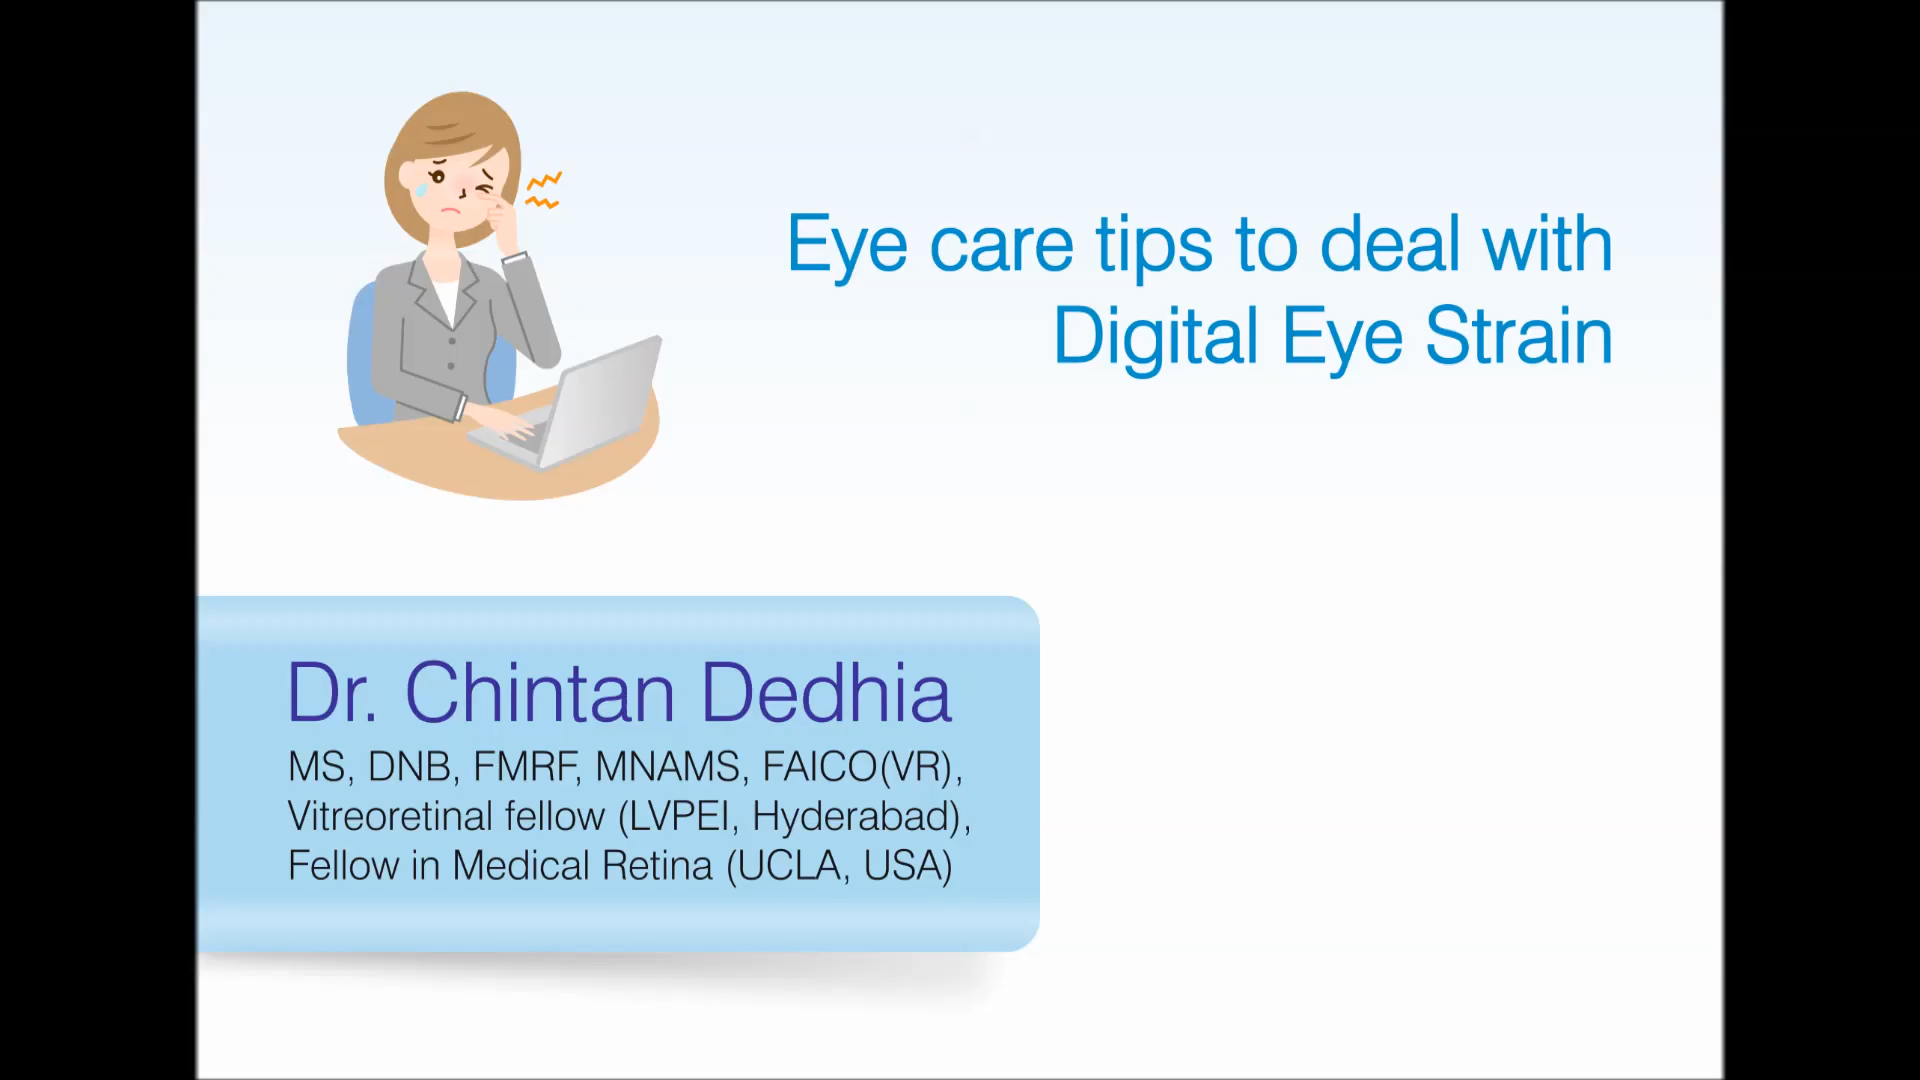 Eye care tips to deal with
Digital Eye Strain
Dr. Chintan Dedhia
MS, DNB, FMRF, MNAMS, FAICO(VR),
Vitreoretinal fellow (LVPEI, Hyderabad),
Fellow in Medical Retina (UCLA, USA)